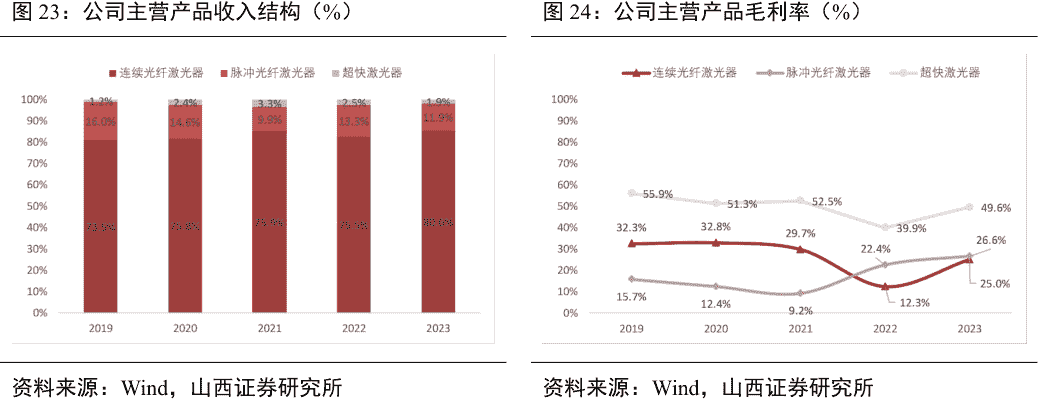 图 23：公司主营产品收入结构（%）
连续光纤激光器 脉冲光纤激光器 超快激光器
100%
90%
80%
70%
60%
50%
40%
30%
20%
10%
0%
1.2% 2.4% 3.3% 2.5% 1.9%
16.0% 14.6% 9.9% 13.3% 11.9%
2019 2020 2021 2022 2023
资料来源：Wind，山西证券研究所
图 24：公司主营产品毛利率（%）
连续光纤激光器 脉冲光纤激光器 超快激光器
100%
90%
80%
70%
60%
50%
40%
30%
20%
10%
0%
55.9% 51.3% 52.5% 39.9% 49.6%
32.3% 32.8% 29.7% 12.3% 25.0%
15.7% 12.4% 9.2% 22.4% 26.6%
2019 2020 2021 2022 2023
资料来源：Wind，山西证券研究所